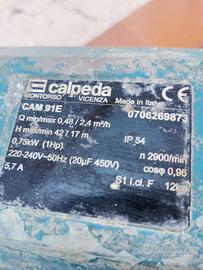 calpeda
MONTORSO VICENZA Made in Italy
CAM 91E 0706269873
Q min/max 0,48 / 2,4 m³/h
H max/min 42 / 17 m IP 54
0,75kW (1Hp) n 2900/min
220-240V~50Hz (20µF 450V) cosφ 0,96
5,7 A S1 i.cl. F 12kg